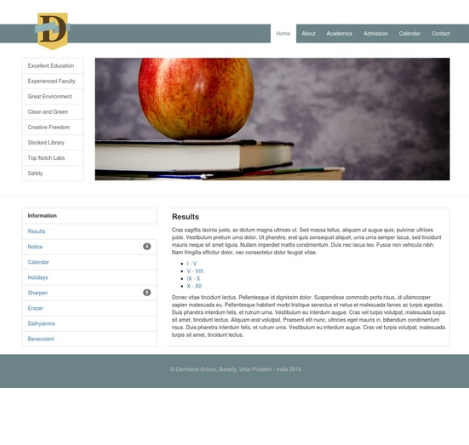 D
Home About Academics Admission Calendar Contact
Excellent Education
Experienced Faculty
Great Environment
Clean and Green
Creative Freedom
Stocked Library
Top Notch Labs
Safety
Information
Results
Notice
Calendar
Holidays
Sharpen
Eraser
Dailyiamns
Benevolent
Results
Cras sagittis lacinia justo, ac dictum magna ultrices ut. Sed massa tellus, aliquam ut augue quis, pulvinar ultrices
justo. Vestibulum pretium urna dolor. Ut pharetra, erat quis consequat aliquet, urna urna semper lacus, sed tincidunt
mauris neque sit amet ligula. Nullam imperdiet mattis condimentum. Duis nec lacus leo. Fusce non vehicula nibh.
Nam fringilla efficitur dolor, nec consectetur dolor feugiat vitae.
I - V
V - VIII
IX - X
X - XII
Donec vitae tincidunt lectus. Pellentesque id dignissim dolor. Suspendisse commodo porta risus, id ullamcorper
sapien malesuada eu. Pellentesque habitant morbi tristique senectus et netus et malesuada fames ac turpis egestas.
Duis pharetra interdum felis, et rutrum urna. Vestibulum eu interdum augue. Cras vel turpis volutpat, malesuada turpis
sit amet, tincidunt lectus. Aliquam erat volutpat. Praesent elit nunc, ultricies eget mauris in, bibendum condimentum
risus. Duis pharetra interdum felis, et rutrum urna. Vestibulum eu interdum augue. Cras vel turpis volutpat, malesuada
turpis sit amet, tincidunt lectus.
School, Bareilly, Uttar Pradesh - India 2016